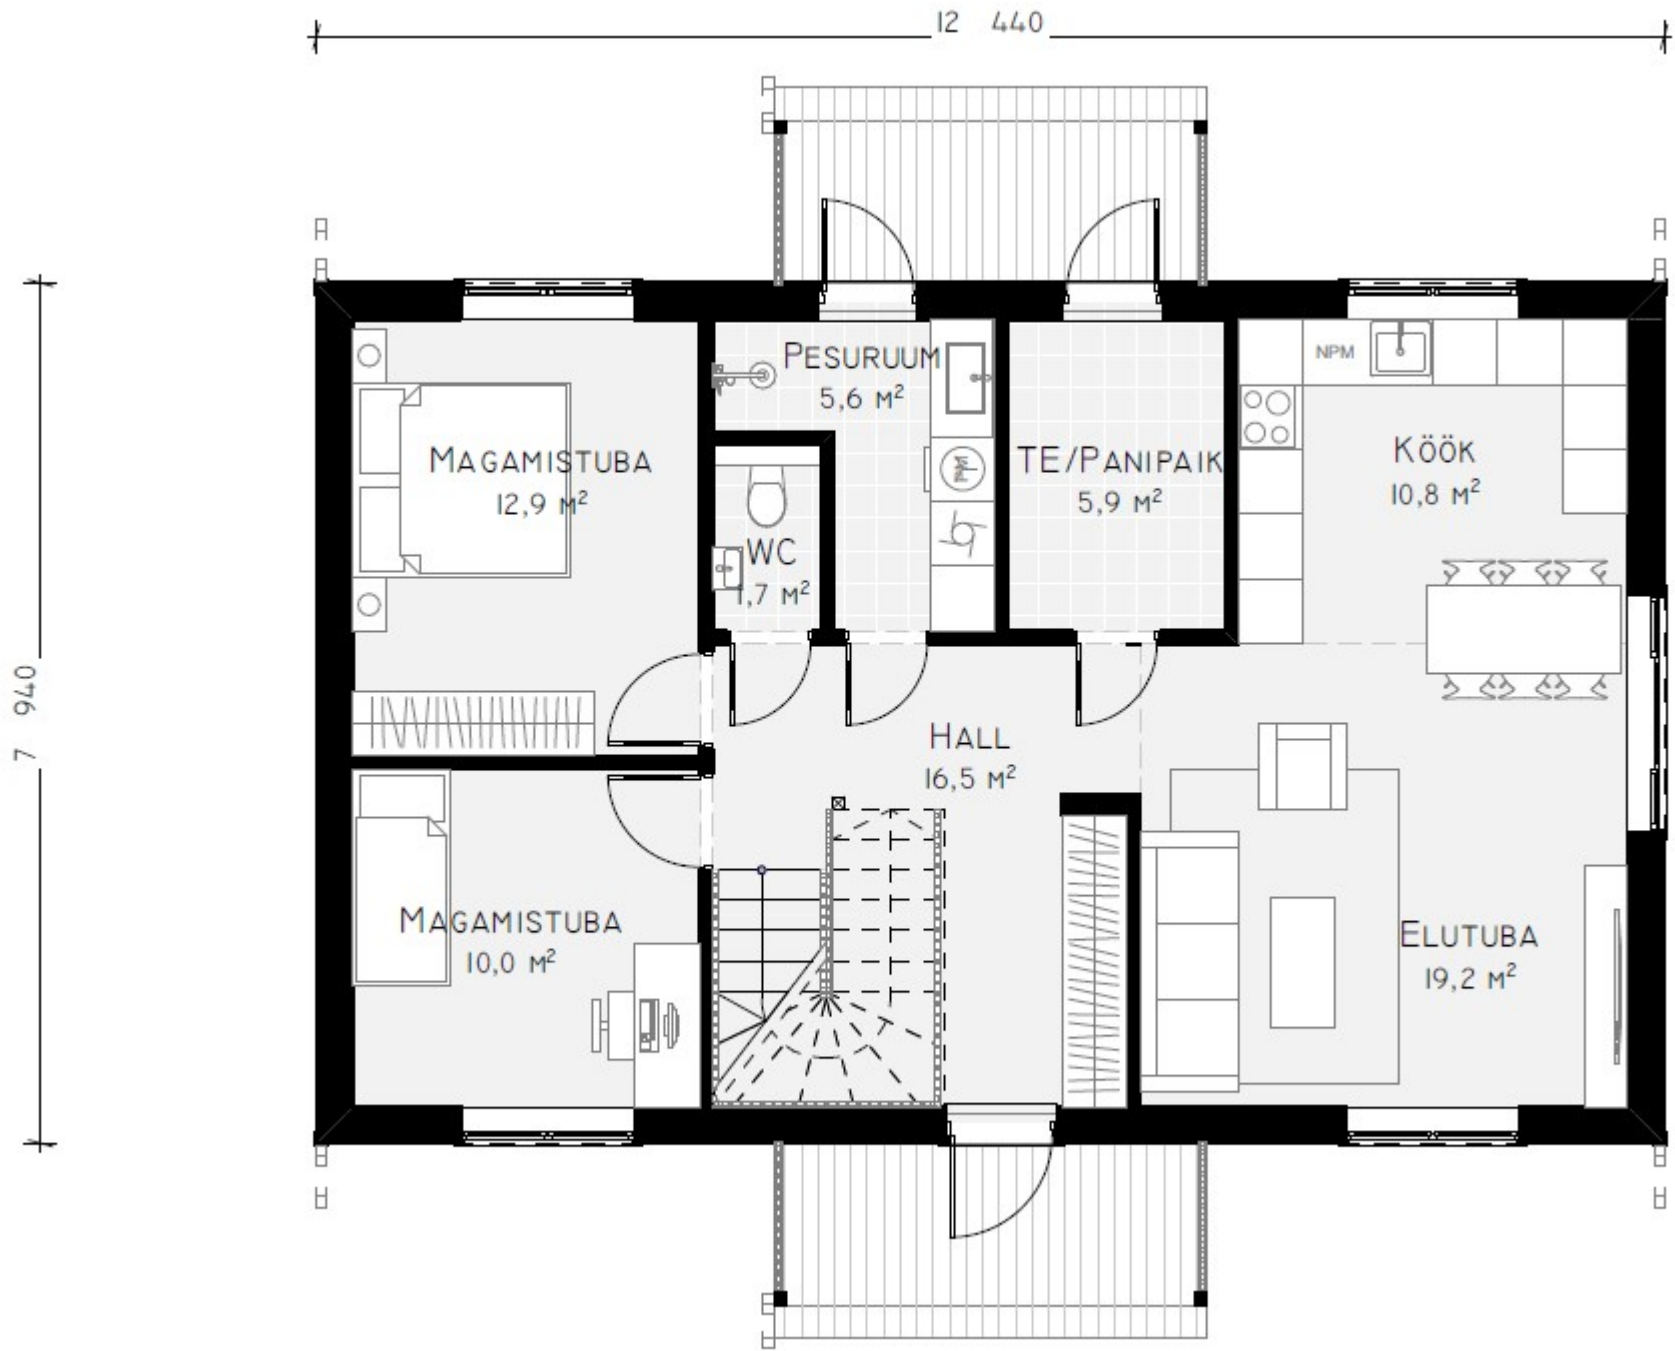 12 440
7 940
PESURUUM
5,6 M²
NPM
MAGAMISTUBA
12,9 M²
TE/PANIPAIK
5,9 M²
KÖÖK
10,8 M²
WC
1,7 M²
HALL
16,5 M²
MAGAMISTUBA
10,0 M²
ELUTUBA
19,2 M²